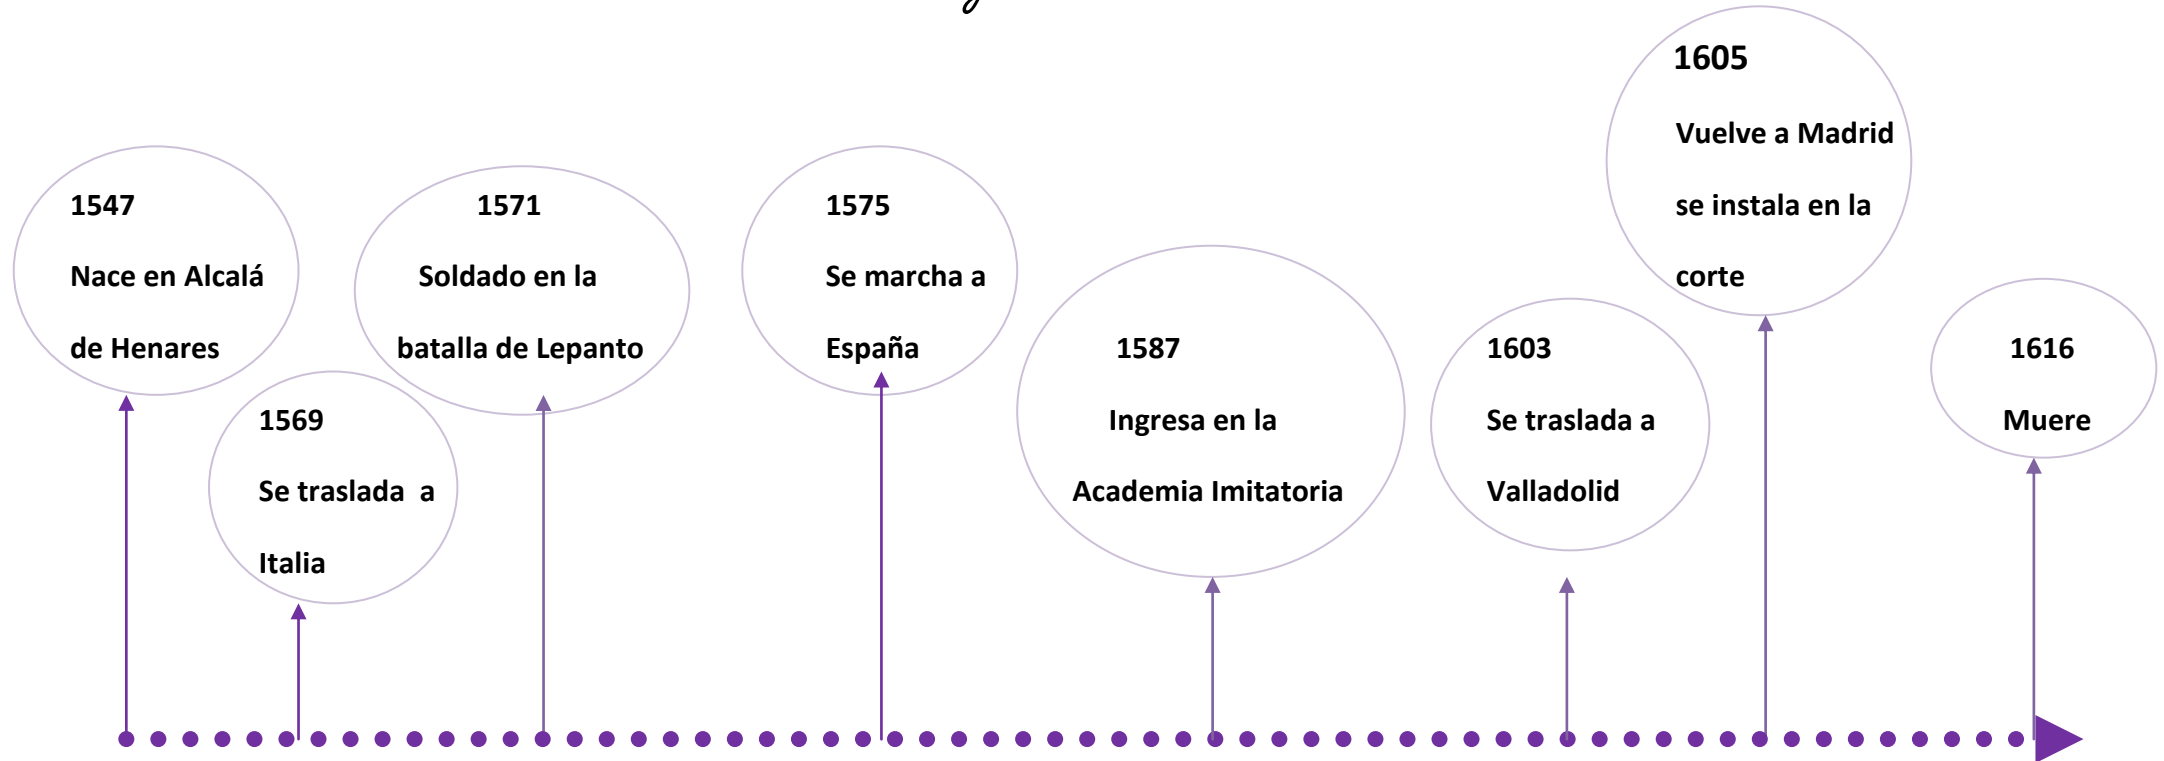 1547
Nace en Alcalá
de Henares
1569
Se traslada  a
Italia
1571
Soldado en la
batalla de Lepanto
1575
Se marcha a
España
1587
Ingresa en la
Academia Imitatoria
1603
Se traslada a
Valladolid
1605
Vuelve a Madrid
se instala en la
corte
1616
Muere